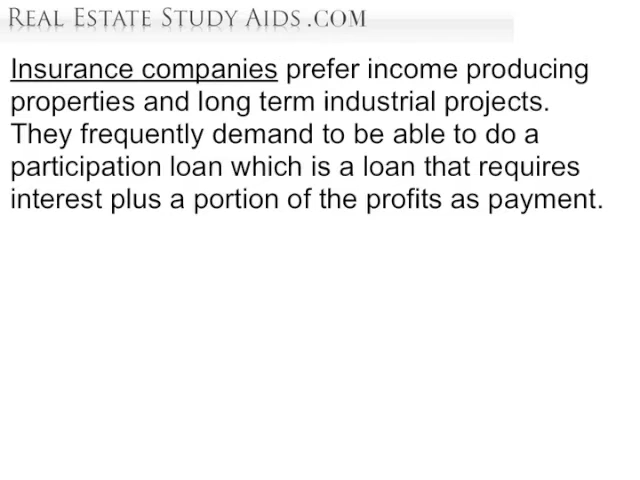 Real Estate Study Aids .com
Insurance companies prefer income producing
properties and long term industrial projects.
They frequently demand to be able to do a
participation loan which is a loan that requires
interest plus a portion of the profits as payment.